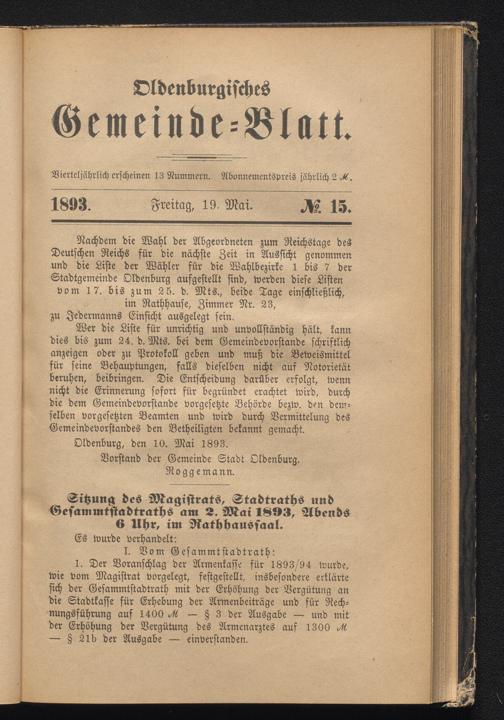 Oldenburgisches
Gemeinde-Blatt.
Vierteljährlich erscheinen 13 Nummern. Abonnementspreis jährlich 2 M.
1893. Freitag, 19. Mai. № 15.
Nachdem die Wahl der Abgeordneten zum Reichstage des
Deutschen Reichs für die nächste Zeit in Aussicht genommen
und die Liste der Wähler für die Wahlbezirke 1 bis 7 der
Stadtgemeinde Oldenburg aufgestellt sind, werden diese Listen
vom 17. bis zum 25. d. Mts., beide Tage einschließlich,
im Rathhause, Zimmer Nr. 23,
zu Jedermanns Einsicht ausgelegt sein.
Wer die Liste für unrichtig und unvollständig hält, kann
dies bis zum 24. d. Mts. bei dem Gemeindevorstande schriftlich
anzeigen oder zu Protokoll geben und muß die Beweismittel
für seine Behauptungen, falls dieselben nicht auf Notorietät
beruhen, beibringen. Die Entscheidung darüber erfolgt, wenn
nicht die Erinnerung sofort für begründet erachtet wird, durch
die dem Gemeindevorstande vorgesetzte Behörde bezw. den dem-
selben vorgesetzten Beamten und wird durch Vermittelung des
Gemeindevorstandes den Betheiligten bekannt gemacht.
Oldenburg, den 10. Mai 1893.
Vorstand der Gemeinde Stadt Oldenburg.
Roggemann.
Sitzung des Magistrats, Stadtraths und
Gesammtstadtraths am 2. Mai 1893, Abends
6 Uhr, im Rathhaussaal.
Es wurde verhandelt:
I. Vom Gesammtstadtrath:
1. Der Voranschlag der Armenkasse für 1893/94 wurde,
wie vom Magistrat vorgelegt, festgestellt, insbesondere erklärte
sich der Gesammtstadtrath mit der Erhöhung der Vergütung an
die Stadtkasse für Erhebung der Armenbeiträge und für Rech-
nungsführung auf 1400 M — § 3 der Ausgabe — und mit
der Erhöhung der Vergütung des Armenarztes auf 1300 M
— § 21b der Ausgabe — einverstanden.